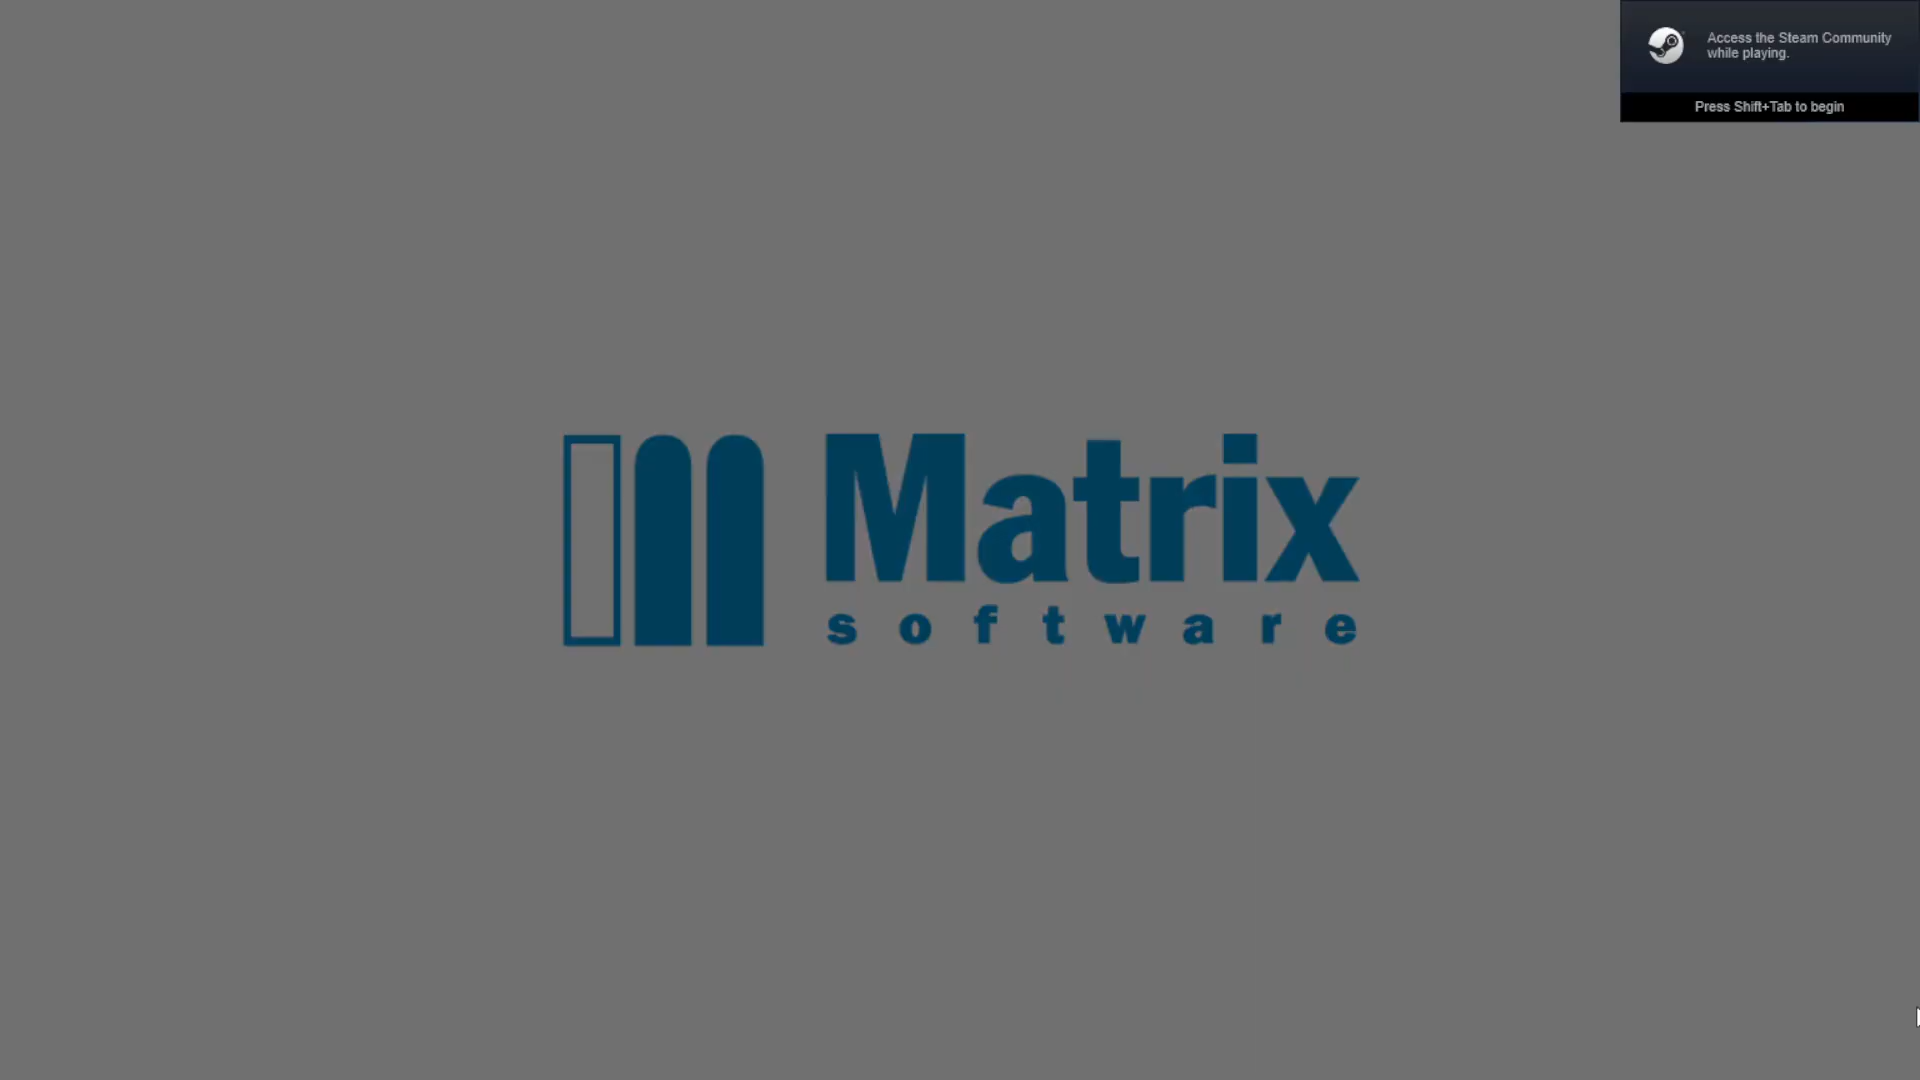 Access the Steam Community
while playing.
Press Shift+Tab to begin
Matrix
software